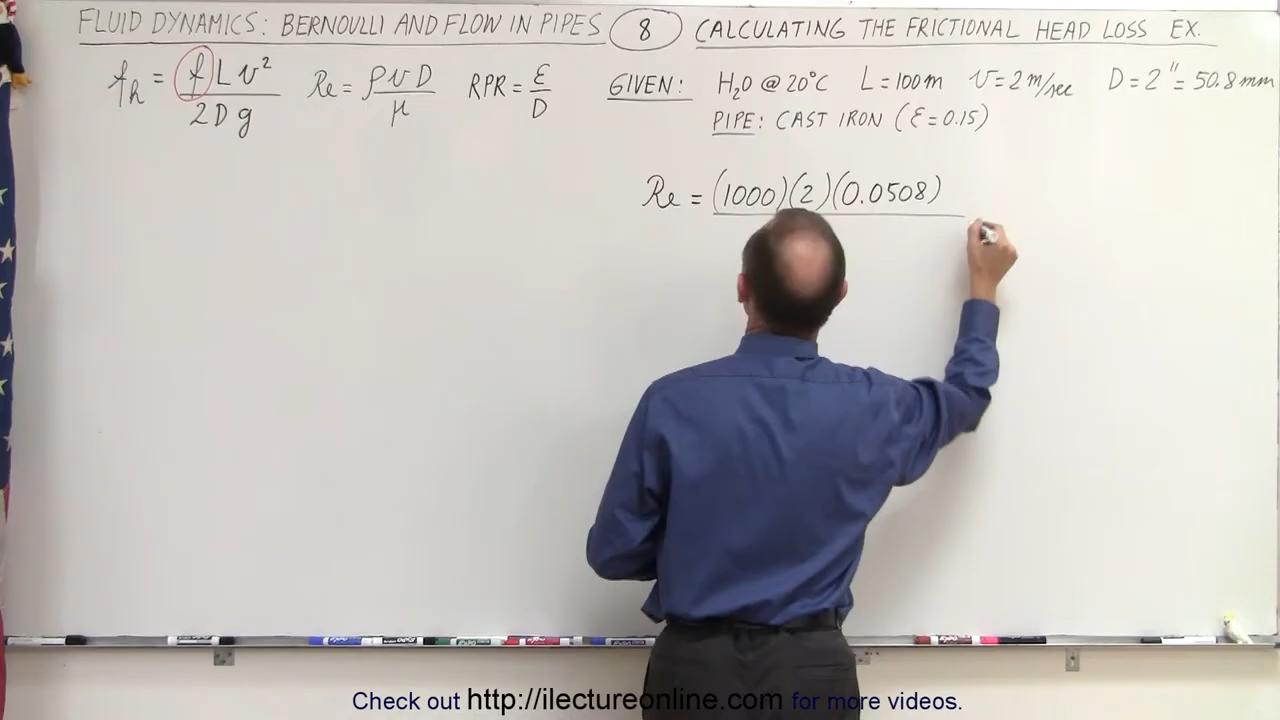 FLUID DYNAMICS: BERNOULLI AND FLOW IN PIPES 8 CALCULATING THE FRICTIONAL HEAD LOSS EX.
f_h = f L v² / 2 D g  Re = ρ v D / μ  RPR = ε / D
GIVEN: H₂O @ 20°C L = 100 m v = 2 m/sec D = 2" = 50.8 mm
PIPE: CAST IRON (ε = 0.15)
Re = (1000)(2)(0.0508)
Check out http://ilectureonline.com for more videos.